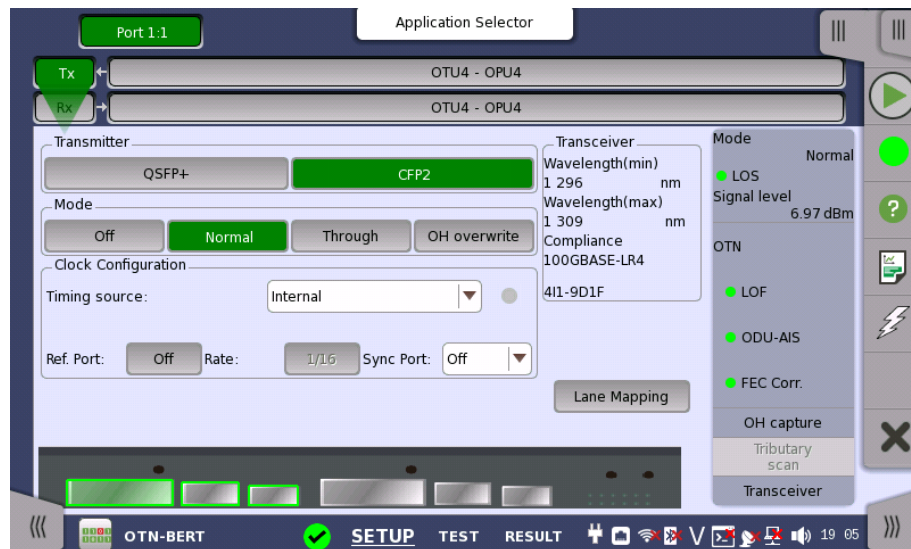 Port 1:1
Application Selector
Tx
OTU4 - OPU4
Rx
OTU4 - OPU4
Transmitter
QSFP+
CFP2
Mode
Off
Normal
Through
OH overwrite
Clock Configuration
Timing source:
Internal
Ref. Port:
Off
Rate:
1/16
Sync Port:
Off
Transceiver
Wavelength(min)
1 296 nm
Wavelength(max)
1 309 nm
Compliance
100GBASE-LR4
4I1-9D1F
Lane Mapping
Mode
Normal
LOS
Signal level
6.97 dBm
OTN
LOF
ODU-AIS
FEC Corr.
OH capture
Tributary
scan
Transceiver
OTN-BERT
SETUP
TEST
RESULT
V
19 05